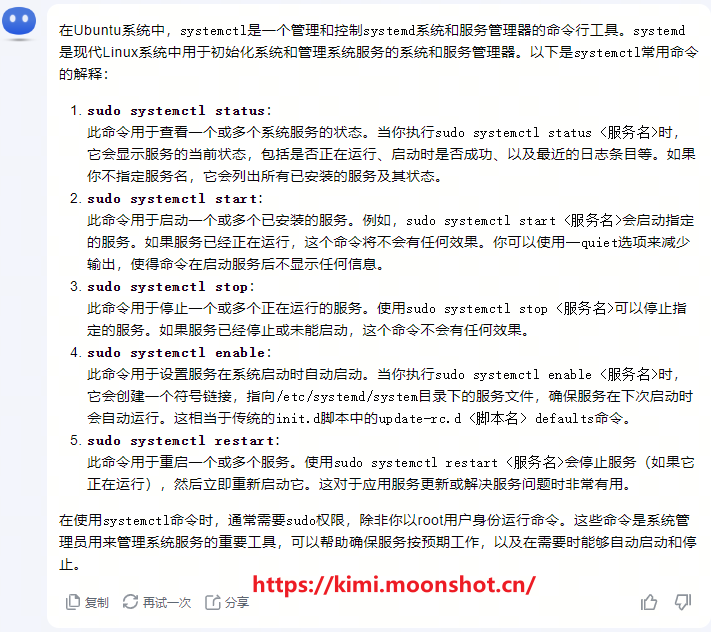 在Ubuntu系统中，systemctl是一个管理和控制systemd系统和服务管理器的命令行工具。systemd
是现代Linux系统中用于初始化系统和管理系统服务的系统和服务管理器。以下是systemctl常用命令
的解释：
1. sudo systemctl status：
此命令用于查看一个或多个系统服务的状态。当你执行sudo systemctl status <服务名>时，
它会显示服务的当前状态，包括是否正在运行、启动时是否成功、以及最近的日志条目等。如果
你不指定服务名，它会列出所有已安装的服务及其状态。
2. sudo systemctl start：
此命令用于启动一个或多个已安装的服务。例如，sudo systemctl start <服务名>会启动指定
的服务。如果服务已经正在运行，这个命令将不会有任何效果。你可以使用—quiet选项来减少
输出，使得命令在启动服务后不显示任何信息。
3. sudo systemctl stop：
此命令用于停止一个或多个正在运行的服务。使用sudo systemctl stop <服务名>可以停止指
定的服务。如果服务已经停止或未能启动，这个命令不会有任何效果。
4. sudo systemctl enable：
此命令用于设置服务在系统启动时自动启动。当你执行sudo systemctl enable <服务名>时，
它会创建一个符号链接，指向/etc/systemd/system目录下的服务文件，确保服务在下次启动时
会自动运行。这相当于传统的init.d脚本中的update-rc.d <脚本名> defaults命令。
5. sudo systemctl restart：
此命令用于重启一个或多个服务。使用sudo systemctl restart <服务名>会停止服务（如果它
正在运行），然后立即重新启动它。这对于应用服务更新或解决服务问题时非常有用。
在使用systemctl命令时，通常需要sudo权限，除非你以root用户身份运行命令。这些命令是系统管
理员用来管理系统服务的重要工具，可以帮助确保服务按预期工作，以及在需要时能够自动启动和停
止。
https://kimi.moonshot.cn/
复制 再试一次 分享